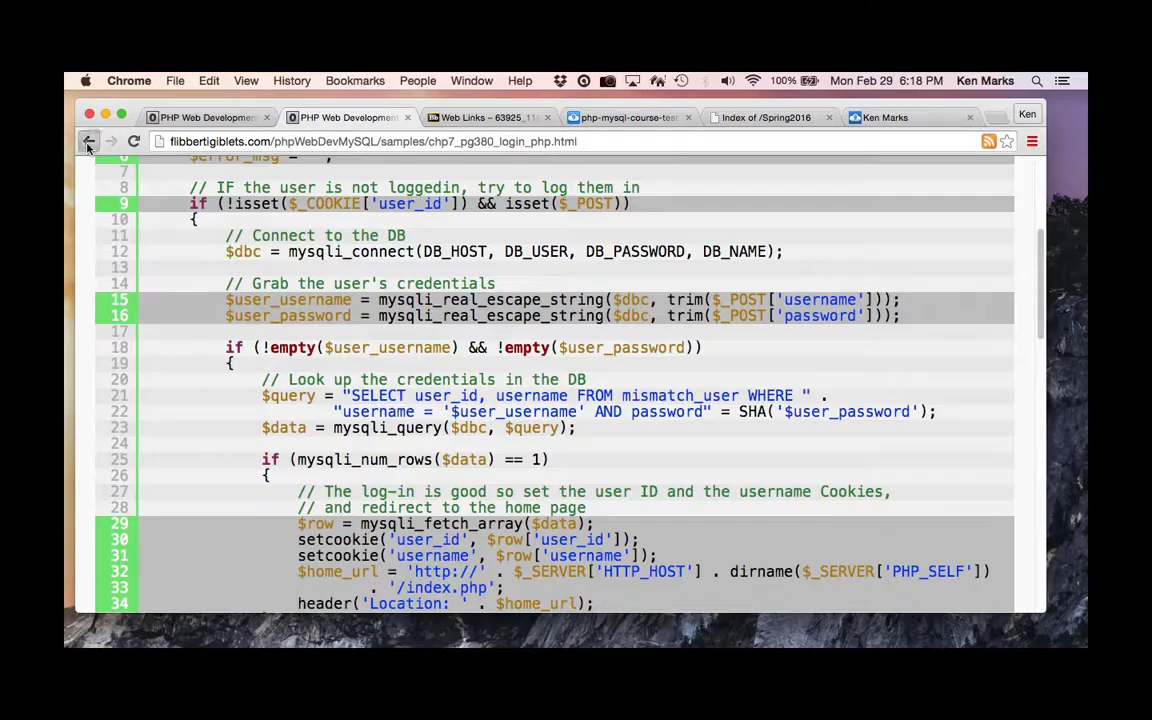 Chrome File Edit View History Bookmarks People Window Help 100% Mon Feb 29 6:18 PM Ken Marks
PHP Web Developmen × PHP Web Developmen × Bb Web Links – 63925_11 × php-mysql-course-test × Index of /Spring2016 × Ken Marks × Ken
flibbertigiblets.com/phpWebDevMySQL/samples/chp7_pg380_login_php.html
6 $error_msg = "";
7
8 // IF the user is not loggedin, try to log them in
9 if (!isset($_COOKIE['user_id']) && isset($_POST))
10 {
11 // Connect to the DB
12 $dbc = mysqli_connect(DB_HOST, DB_USER, DB_PASSWORD, DB_NAME);
13
14 // Grab the user's credentials
15 $user_username = mysqli_real_escape_string($dbc, trim($_POST['username']));
16 $user_password = mysqli_real_escape_string($dbc, trim($_POST['password']));
17
18 if (!empty($user_username) && !empty($user_password))
19 {
20 // Look up the credentials in the DB
21 $query = "SELECT user_id, username FROM mismatch_user WHERE " .
22 "username = '$user_username' AND password" = SHA('$user_password');
23 $data = mysqli_query($dbc, $query);
24
25 if (mysqli_num_rows($data) == 1)
26 {
27 // The log-in is good so set the user ID and the username Cookies,
28 // and redirect to the home page
29 $row = mysqli_fetch_array($data);
30 setcookie('user_id', $row['user_id']);
31 setcookie('username', $row['username']);
32 $home_url = 'http://' . $_SERVER['HTTP_HOST'] . dirname($_SERVER['PHP_SELF'])
33 . '/index.php';
34 header('Location: ' . $home_url);